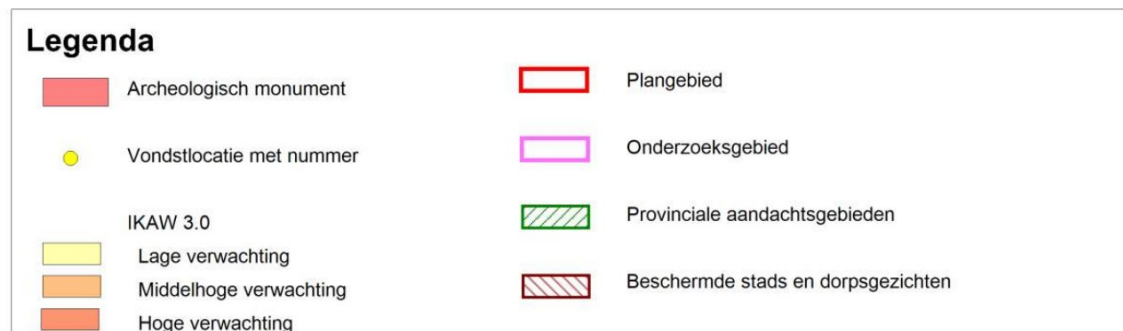 Legenda
Archeologisch monument
Vondstlocatie met nummer
IKAW 3.0
Lage verwachting
Middelhoge verwachting
Hoge verwachting
Plangebied
Onderzoeksgebied
Provinciale aandachtsgebieden
Beschermde stads en dorpsgezichten